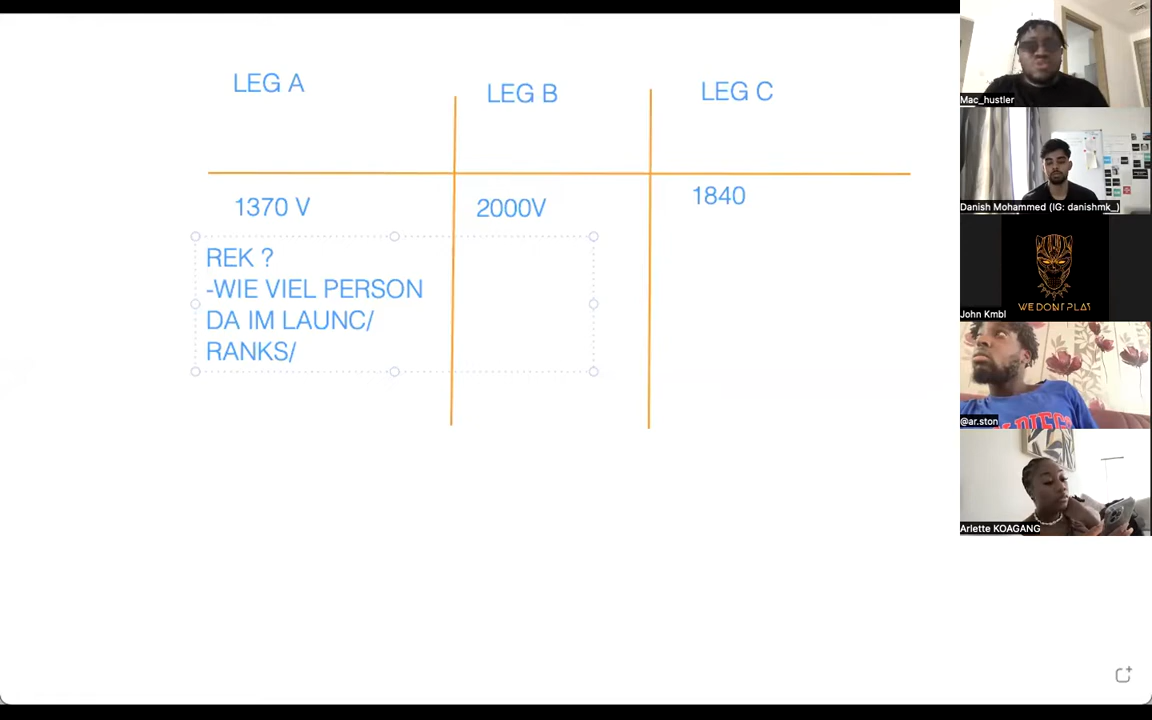 LEG A
LEG B
LEG C
1370 V
2000V
1840
REK ?
-WIE VIEL PERSON
DA IM LAUNC/
RANKS/
Mac_hustler
Danish Mohammed (IG: danishmk_)
WE DONT PLAY
John Kmbl
@ar.ston
Arlette KOAGANG